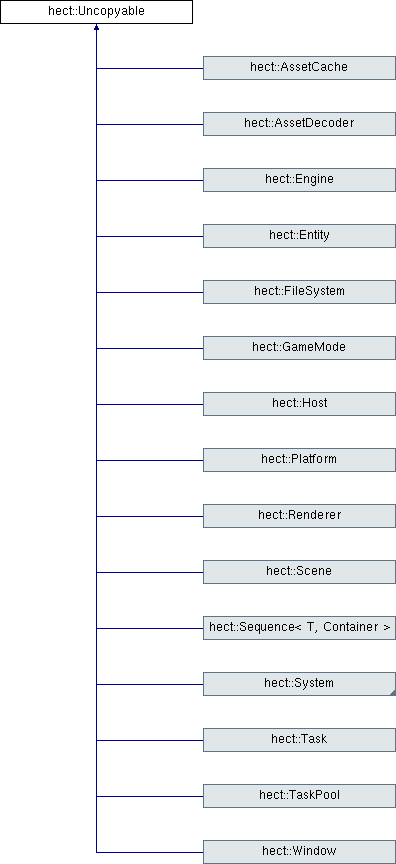 hect::Uncopyable
hect::AssetCache
hect::AssetDecoder
hect::Engine
hect::Entity
hect::FileSystem
hect::GameMode
hect::Host
hect::Platform
hect::Renderer
hect::Scene
hect::Sequence< T, Container >
hect::System
hect::Task
hect::TaskPool
hect::Window